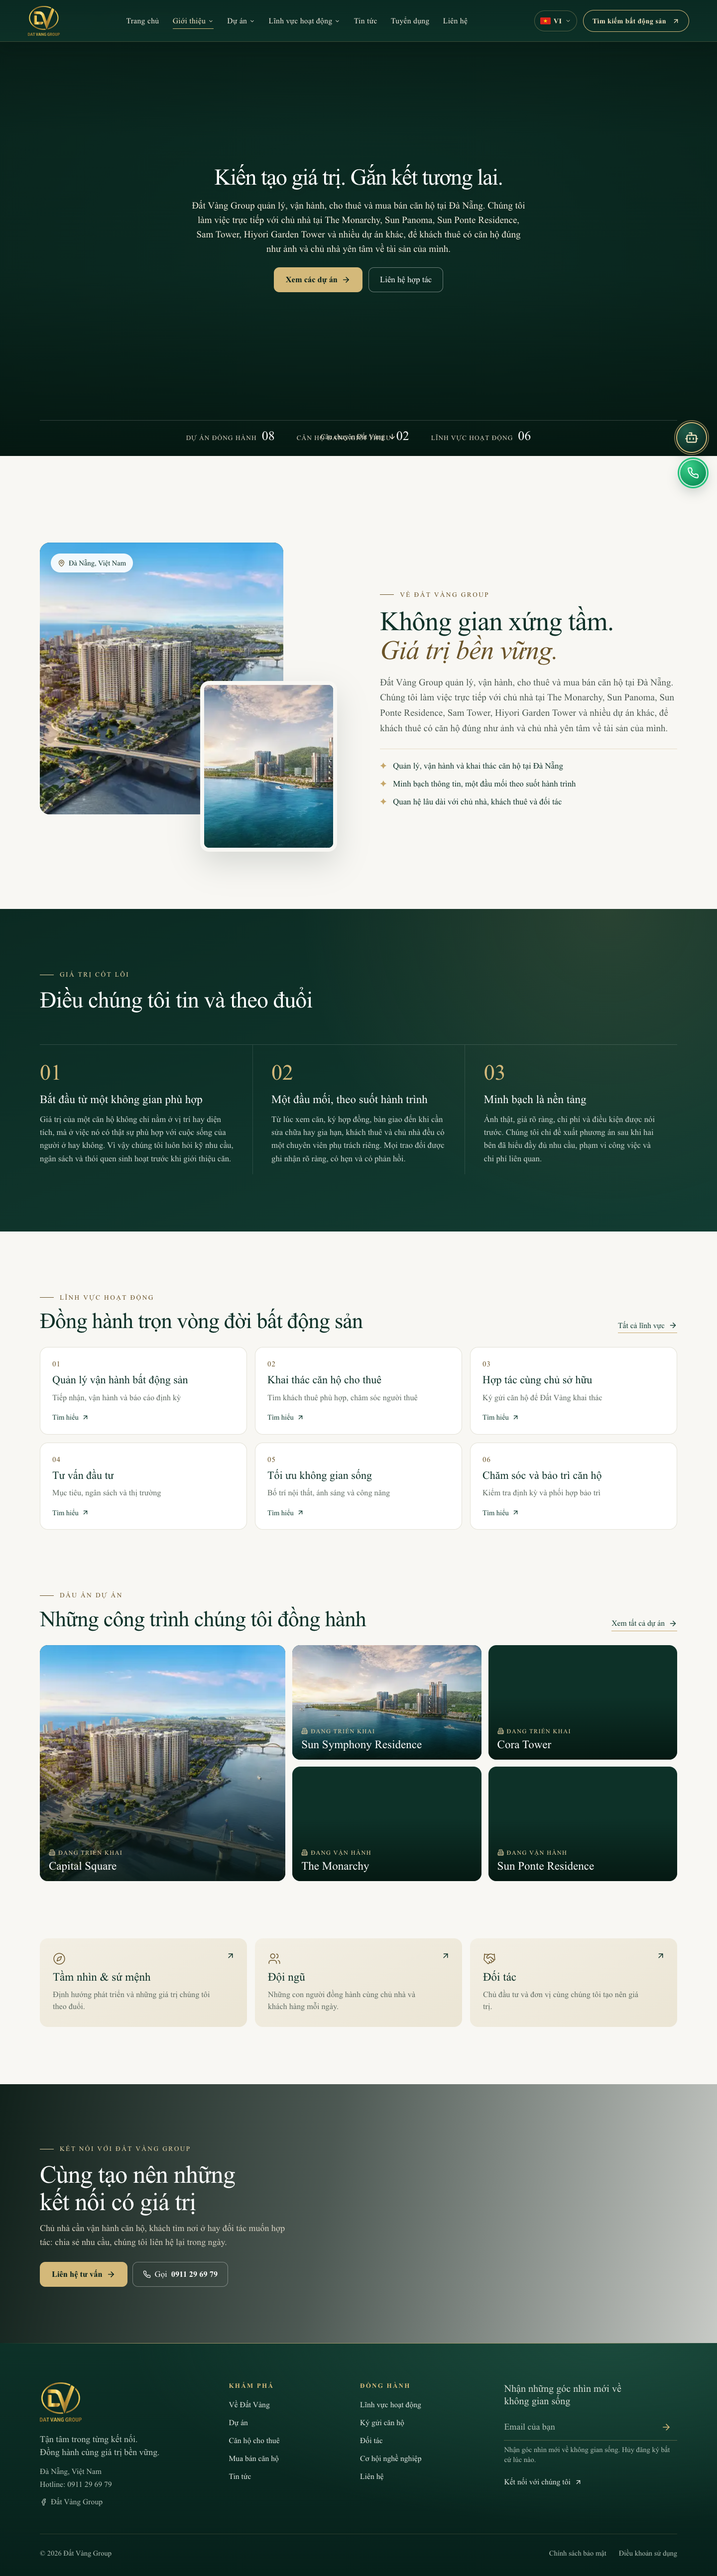 DV
ĐẤT VÀNG GROUP
Trang chủ
Giới thiệu
Dự án
Lĩnh vực hoạt động
Tin tức
Tuyển dụng
Liên hệ
VI
Tìm kiếm bất động sản
Kiến tạo giá trị. Gắn kết tương lai.
Đất Vàng Group quản lý, vận hành, cho thuê và mua bán căn hộ tại Đà Nẵng. Chúng tôi
làm việc trực tiếp với chủ nhà tại The Monarchy, Sun Panoma, Sun Ponte Residence,
Sam Tower, Hiyori Garden Tower và nhiều dự án khác, để khách thuê có căn hộ đúng
như ảnh và chủ nhà yên tâm về tài sản của mình.
Xem các dự án
Liên hệ hợp tác
DỰ ÁN ĐỒNG HÀNH 08
CĂN HỘ 02
LĨNH VỰC HOẠT ĐỘNG 06
Đà Nẵng, Việt Nam
VỀ ĐẤT VÀNG GROUP
Không gian xứng tầm.
Giá trị bền vững.
Đất Vàng Group quản lý, vận hành, cho thuê và mua bán căn hộ tại Đà Nẵng.
Chúng tôi làm việc trực tiếp với chủ nhà tại The Monarchy, Sun Panoma, Sun
Ponte Residence, Sam Tower, Hiyori Garden Tower và nhiều dự án khác, để
khách thuê có căn hộ đúng như ảnh và chủ nhà yên tâm về tài sản của mình.
Quản lý, vận hành và khai thác căn hộ tại Đà Nẵng
Minh bạch thông tin, một đầu mối theo suốt hành trình
Quan hệ lâu dài với chủ nhà, khách thuê và đối tác
GIÁ TRỊ CỐT LÕI
Điều chúng tôi tin và theo đuổi
01
Bắt đầu từ một không gian phù hợp
Giá trị của một căn hộ không chỉ nằm ở vị trí hay diện
tích, mà ở việc nó có thật sự phù hợp với cuộc sống của
người ở hay không. Vì vậy chúng tôi luôn hỏi kỹ nhu cầu,
ngân sách và thói quen sinh hoạt trước khi giới thiệu căn.
02
Một đầu mối, theo suốt hành trình
Từ lúc xem căn, ký hợp đồng, bàn giao đến khi cần
sửa chữa hay gia hạn, khách thuê và chủ nhà đều có
một chuyên viên phụ trách riêng. Mọi trao đổi được
ghi nhận rõ ràng, có hẹn và có phản hồi.
03
Minh bạch là nền tảng
Ảnh thật, giá rõ ràng, chi phí và điều kiện được nói
trước. Chúng tôi chỉ đề xuất phương án sau khi hai
bên đã hiểu đầy đủ nhu cầu, phạm vi công việc và
chi phí liên quan.
LĨNH VỰC HOẠT ĐỘNG
Đồng hành trọn vòng đời bất động sản
Tất cả lĩnh vực
01
Quản lý vận hành bất động sản
Tiếp nhận, vận hành và báo cáo định kỳ
Tìm hiểu
02
Khai thác căn hộ cho thuê
Tìm khách thuê phù hợp, chăm sóc người thuê
Tìm hiểu
03
Hợp tác cùng chủ sở hữu
Ký gửi căn hộ để Đất Vàng khai thác
Tìm hiểu
04
Tư vấn đầu tư
Mục tiêu, ngân sách và thị trường
Tìm hiểu
05
Tối ưu không gian sống
Bố trí nội thất, ánh sáng và công năng
Tìm hiểu
06
Chăm sóc và bảo trì căn hộ
Kiểm tra định kỳ và phối hợp bảo trì
Tìm hiểu
DẤU ẤN DỰ ÁN
Những công trình chúng tôi đồng hành
Xem tất cả dự án
ĐANG TRIỂN KHAI
Capital Square
ĐANG TRIỂN KHAI
Sun Symphony Residence
ĐANG TRIỂN KHAI
Cora Tower
ĐANG VẬN HÀNH
The Monarchy
ĐANG VẬN HÀNH
Sun Ponte Residence
Tầm nhìn & sứ mệnh
Định hướng phát triển và những giá trị chúng tôi
theo đuổi.
Đội ngũ
Những con người đồng hành cùng chủ nhà và
khách hàng mỗi ngày.
Đối tác
Chủ đầu tư và đơn vị cùng chúng tôi tạo nên giá
trị.
KẾT NỐI VỚI ĐẤT VÀNG GROUP
Cùng tạo nên những
kết nối có giá trị
Chủ nhà cần vận hành căn hộ, khách tìm nơi ở hay đối tác muốn hợp
tác: chia sẻ nhu cầu, chúng tôi liên hệ lại trong ngày.
Liên hệ tư vấn
Gọi 0911 29 69 79
DV
ĐẤT VÀNG GROUP
Tận tâm trong từng kết nối.
Đồng hành cùng giá trị bền vững.
Đà Nẵng, Việt Nam
Hotline: 0911 29 69 79
Đất Vàng Group
KHÁM PHÁ
Về Đất Vàng
Dự án
Căn hộ cho thuê
Mua bán căn hộ
Tin tức
ĐỒNG HÀNH
Lĩnh vực hoạt động
Ký gửi căn hộ
Đối tác
Cơ hội nghề nghiệp
Liên hệ
Nhận những góc nhìn mới về
không gian sống
Email của bạn
Nhận góc nhìn mới về không gian sống. Hủy đăng ký bất
cứ lúc nào.
Kết nối với chúng tôi
© 2026 Đất Vàng Group
Chính sách bảo mật
Điều khoản sử dụng